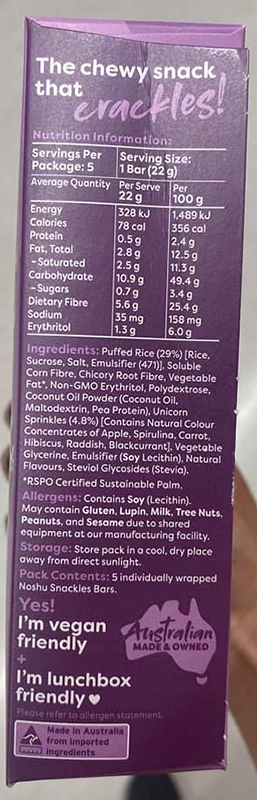 The chewy snack
that crackles!
Nutrition Information:
Servings Per Package: 5 Serving Size: 1 Bar (22 g)
Average Quantity Per Serve 22 g Per 100 g
Energy 328 kJ 1,489 kJ
Calories 78 cal 356 cal
Protein 0.5 g 2.4 g
Fat, Total 2.8 g 12.5 g
–Saturated 2.5 g 11.3 g
Carbohydrate 10.9 g 49.4 g
–Sugars 0.7 g 3.4 g
Dietary Fibre 5.6 g 25.4 g
Sodium 35 mg 158 mg
Erythritol 1.3 g 6.0 g
Ingredients: Puffed Rice (29%) [Rice,
Sucrose, Salt, Emulsifier (471)], Soluble
Corn Fibre, Chicory Root Fibre, Vegetable
Fat*, Non-GMO Erythritol, Polydextrose,
Coconut Oil Powder (Coconut Oil,
Maltodextrin, Pea Protein), Unicorn
Sprinkles (4.8%) [Contains Natural Colour
Concentrates of Apple, Spirulina, Carrot,
Hibiscus, Raddish, Blackcurrant], Vegetable
Glycerine, Emulsifier (Soy Lecithin), Natural
Flavours, Steviol Glycosides (Stevia).
*RSPO Certified Sustainable Palm.
Allergens: Contains Soy (Lecithin).
May contain Gluten, Lupin, Milk, Tree Nuts,
Peanuts, and Sesame due to shared
equipment at our manufacturing facility.
Storage: Store pack in a cool, dry place
away from direct sunlight.
Pack Contents: 5 individually wrapped
Noshu Snackles Bars.
Yes!
I'm vegan
friendly
+
I'm lunchbox
friendly ♥
Australian
MADE & OWNED
Please refer to allergen statement.
Made in Australia
from imported
ingredients